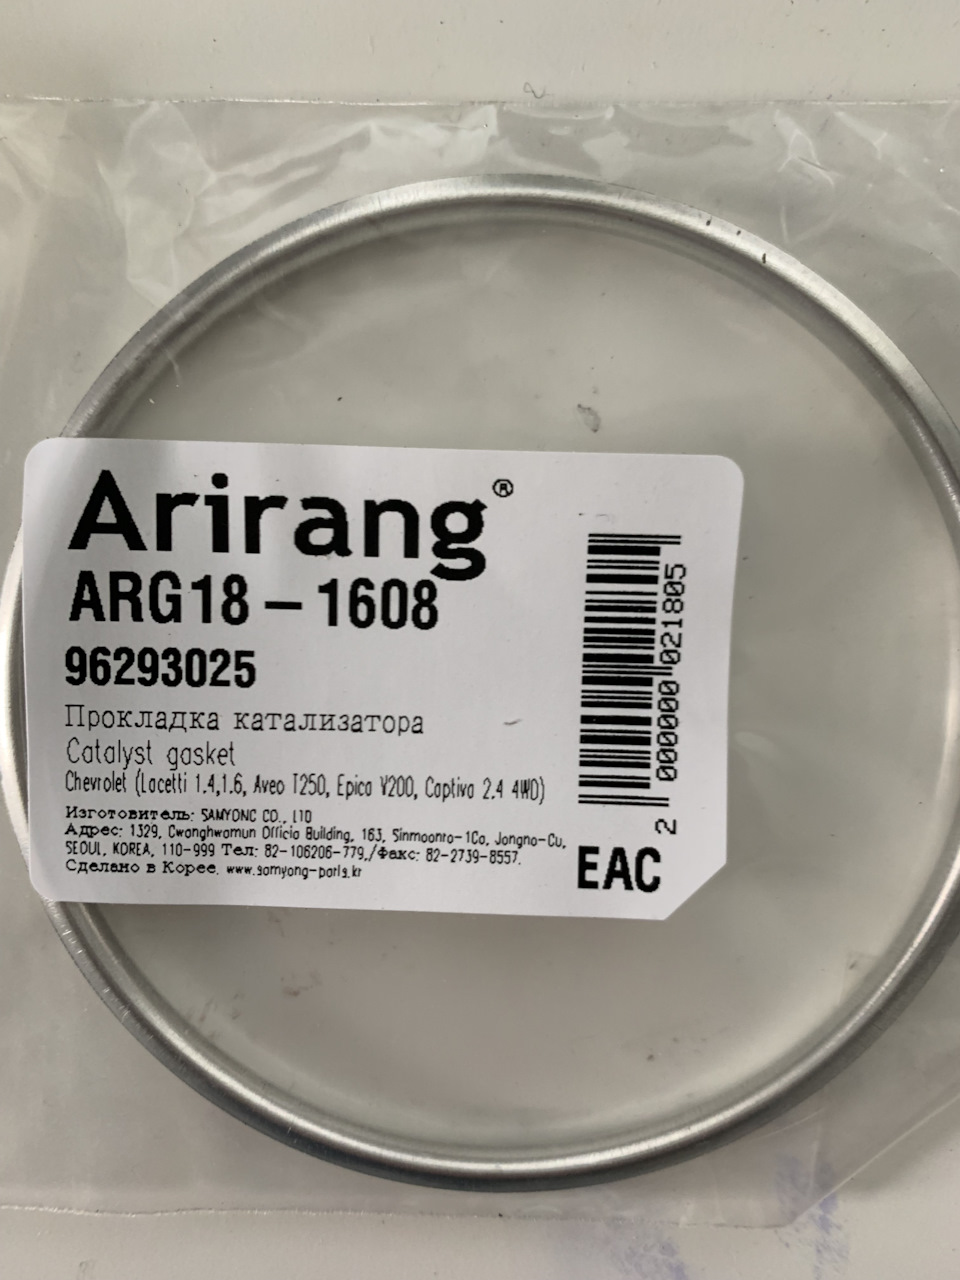 Arirang®
ARG18-1608
96293025
Прокладка катализатора
Catalyst gasket
Chevrolet (Lacetti 1.4,1.6, Aveo T250, Epica V200, Captiva 2.4 4WD)
Изготовитель: SAMYONG CO., LTD
Адрес: 1329, Gwanghwamun Officia Building, 163, Sinmoonro-1Ga, Jongno-Gu,
SEOUL, KOREA, 110-999 Тел: 82-106206-779,/Факс: 82-2739-8557.
Сделано в Корее. www.samyong-parts.kr
2 000000 021805
EAC